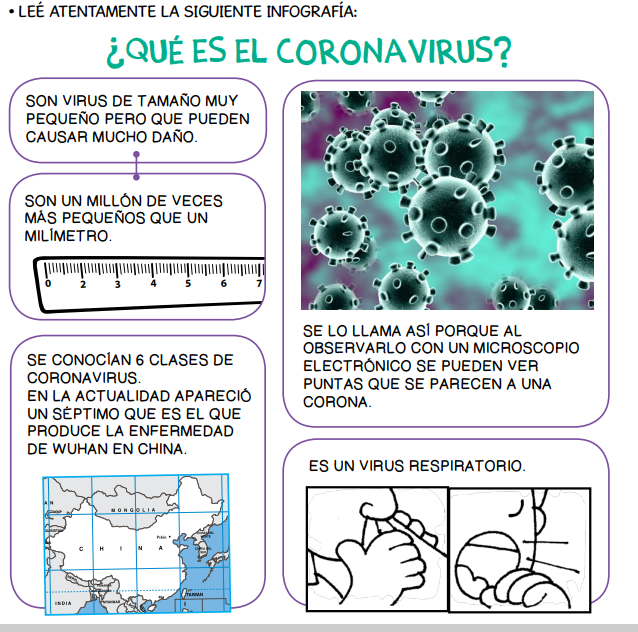 • LEÉ ATENTAMENTE LA SIGUIENTE INFOGRAFÍA:
¿QUÉ ES EL CORONAVIRUS?
SON VIRUS DE TAMAÑO MUY
PEQUEÑO PERO QUE PUEDEN
CAUSAR MUCHO DAÑO.
SON UN MILLÓN DE VECES
MÁS PEQUEÑOS QUE UN
MILÍMETRO.
0 2 3 4 5 6 7
SE CONOCÍAN 6 CLASES DE
CORONAVIRUS.
EN LA ACTUALIDAD APARECIÓ
UN SÉPTIMO QUE ES EL QUE
PRODUCE LA ENFERMEDAD
DE WUHAN EN CHINA.
MONGOLIA
Pekín
CHINA
INDIA
TAIWAN
SE LO LLAMA ASÍ PORQUE AL
OBSERVARLO CON UN MICROSCOPIO
ELECTRÓNICO SE PUEDEN VER
PUNTAS QUE SE PARECEN A UNA
CORONA.
ES UN VIRUS RESPIRATORIO.